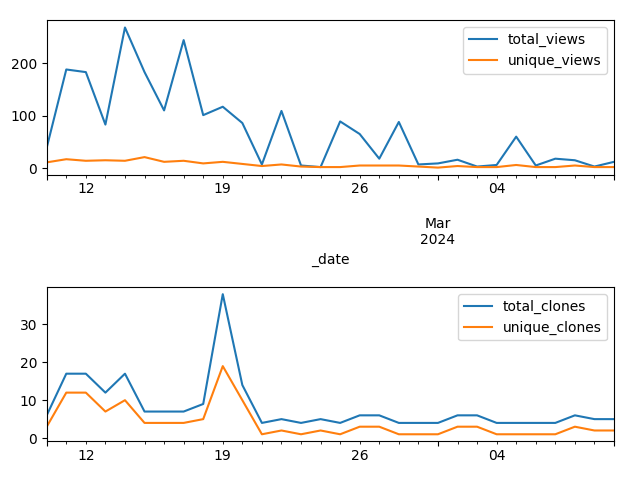 total_views
unique_views
200
100
0
12 19 26 04
Mar
2024
_date
total_clones
unique_clones
30
20
10
0
12 19 26 04